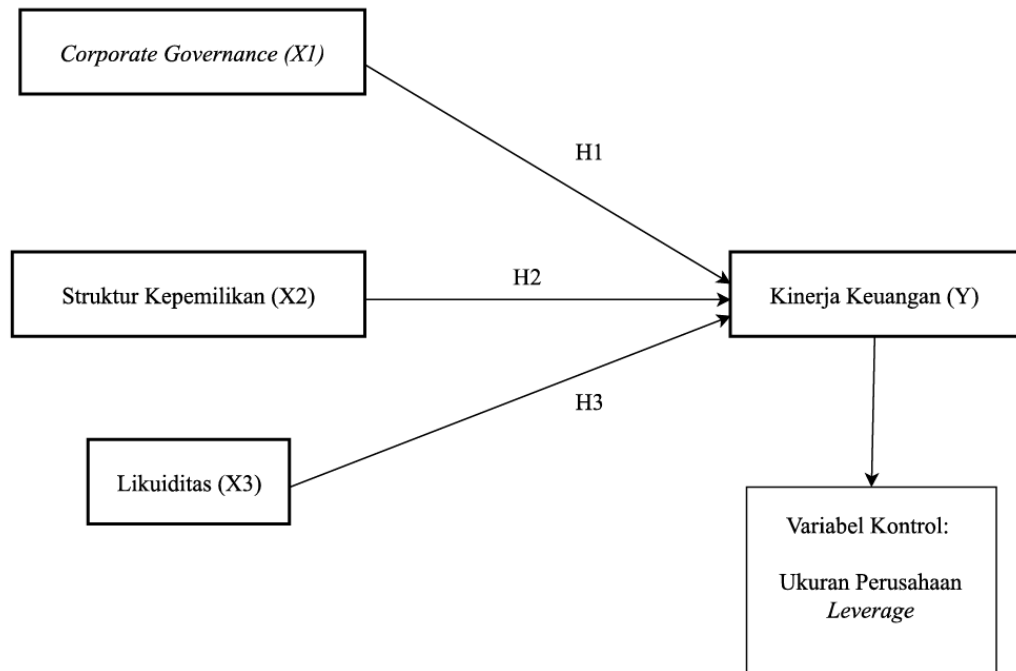 Corporate Governance (X1)
H1
Struktur Kepemilikan (X2)
H2
Kinerja Keuangan (Y)
H3
Likuiditas (X3)
Variabel Kontrol:
Ukuran Perusahaan
Leverage